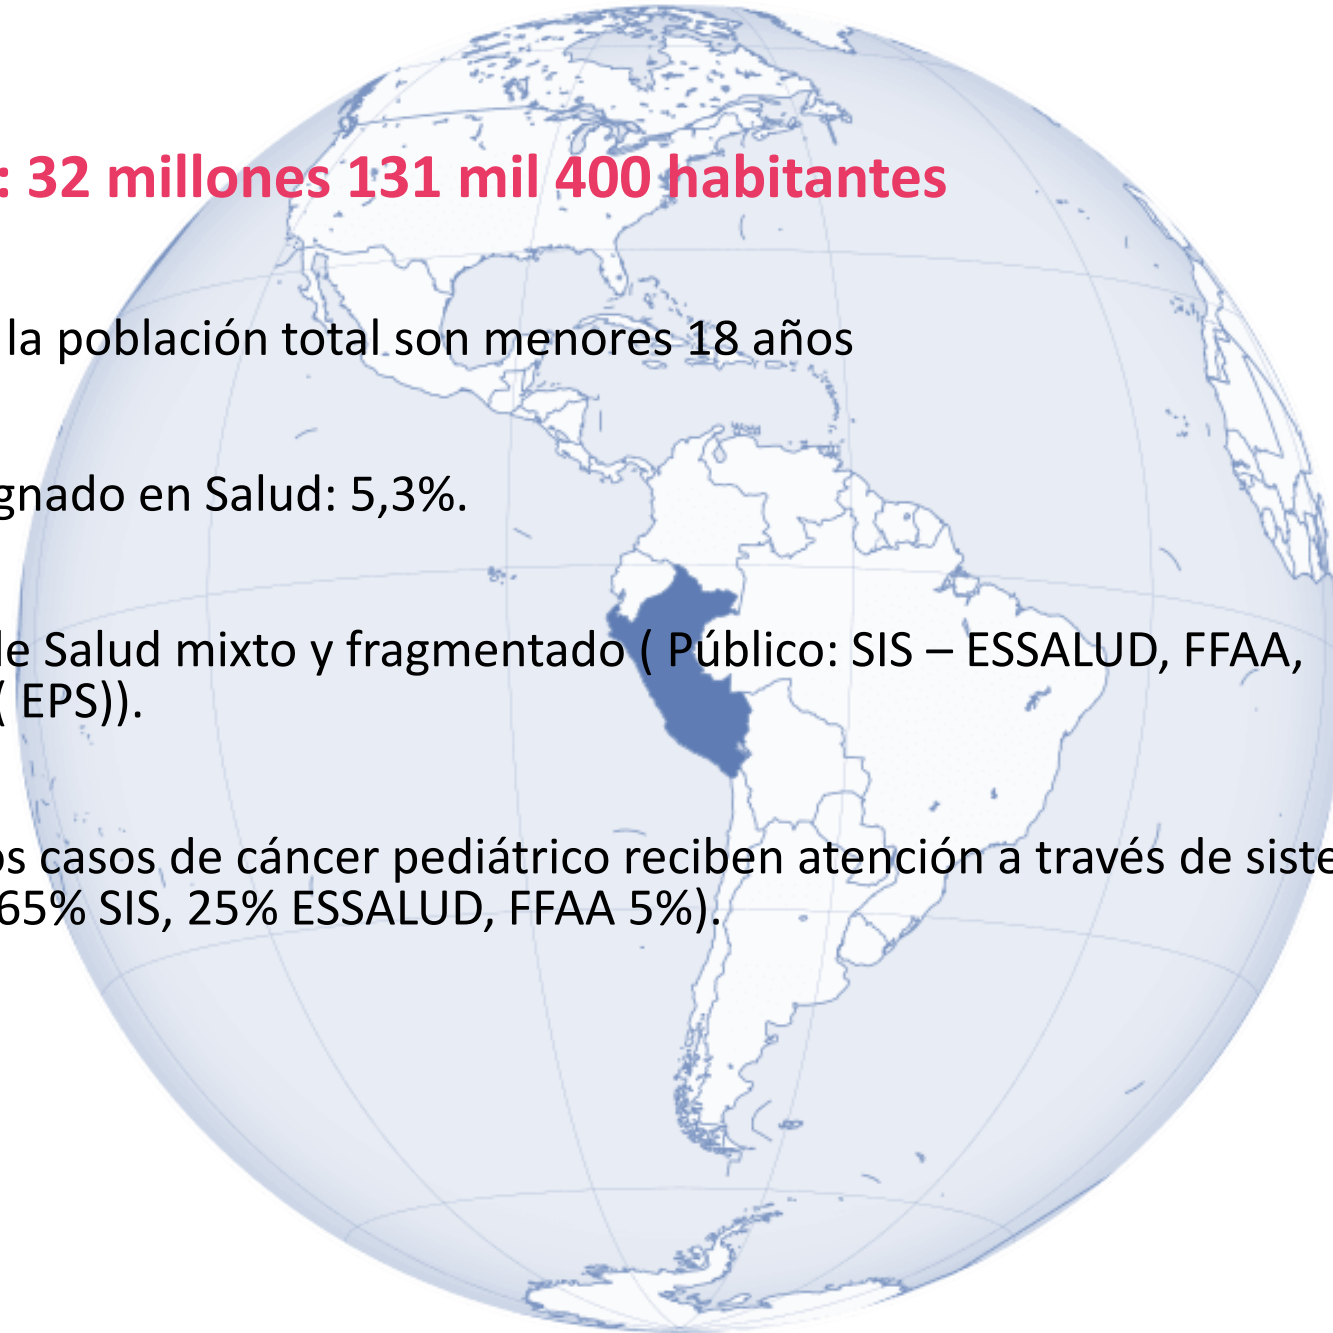 : 32 millones 131 mil 400 habitantes
la población total son menores 18 años
gnado en Salud: 5,3%.
de Salud mixto y fragmentado ( Público: SIS – ESSALUD, FFAA,
( EPS)).
os casos de cáncer pediátrico reciben atención a través de siste
65% SIS, 25% ESSALUD, FFAA 5%).